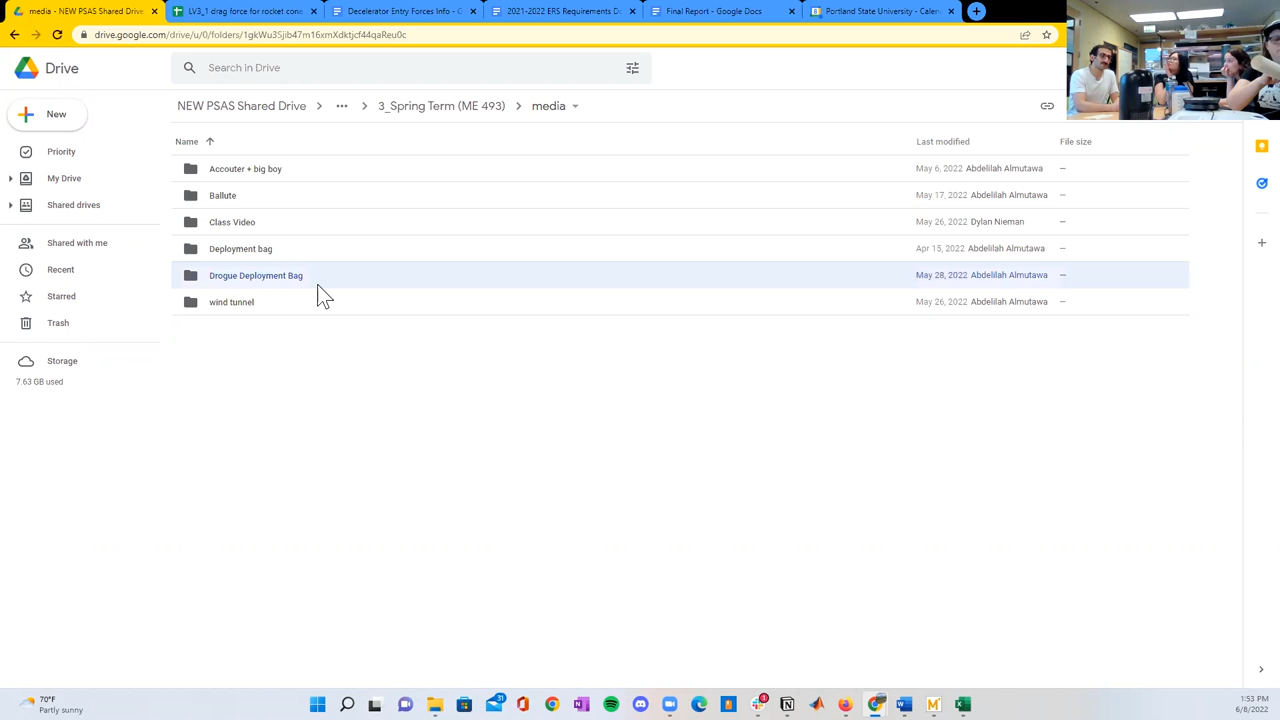 media - NEW PSAS Shared Drive
LV3_1 drag force for rocket cone
Decelerator Entry Forces Info - G
2021-2022 ERS Requirements D
Final Report - Google Docs
Portland State University - Calen
drive.google.com/drive/u/0/folders/1gkWu3Sjib47m16xmXdktjcf44qaReu0c
Drive
Search in Drive
New
NEW PSAS Shared Drive
3_Spring Term (ME 493)
media
Name
Last modified
File size
Priority
My Drive
Shared drives
Shared with me
Recent
Starred
Trash
Storage
7.63 GB used
Accouter + big boy May 6, 2022 Abdelilah Almutawa —
Ballute May 17, 2022 Abdelilah Almutawa —
Class Video May 26, 2022 Dylan Nieman —
Deployment bag Apr 15, 2022 Abdelilah Almutawa —
Drogue Deployment Bag May 28, 2022 Abdelilah Almutawa —
wind tunnel May 26, 2022 Abdelilah Almutawa —
70°F
Partly sunny
31
1
1:53 PM
6/8/2022